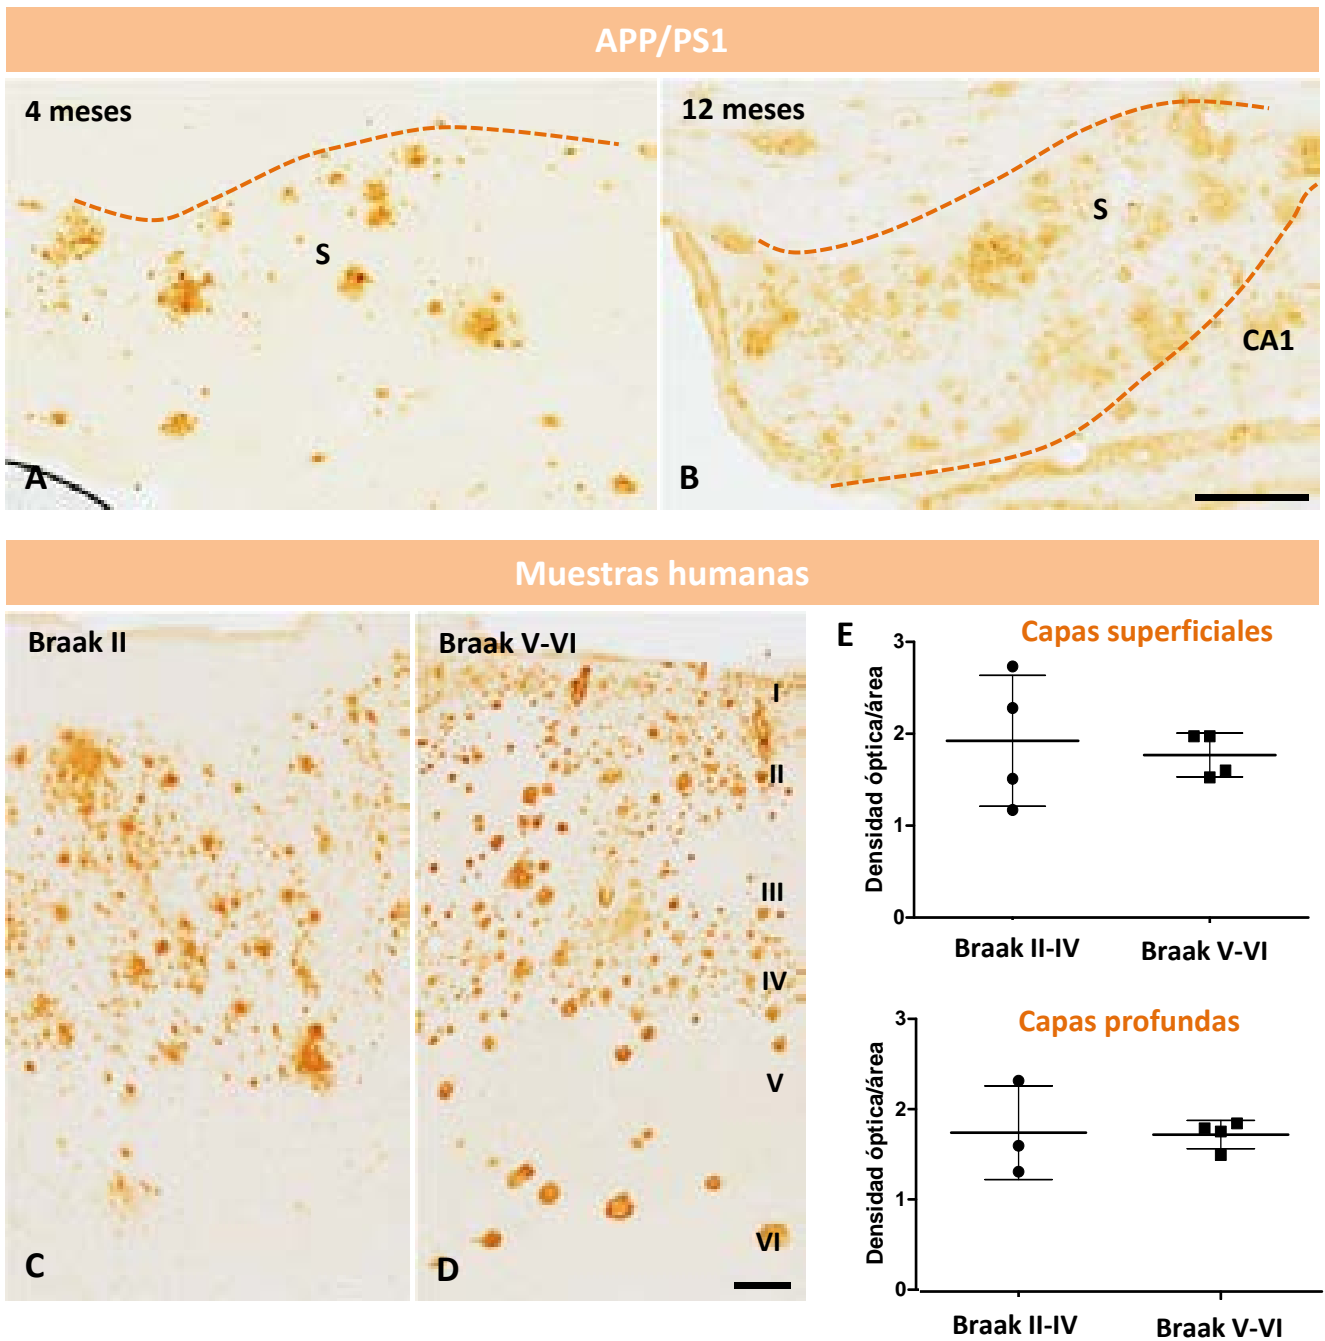 APP/PS1
4 meses
12 meses
S
S
CA1
A
B
Muestras humanas
Braak II
Braak V-VI
I
II
III
IV
V
VI
C
D
E
Capas superficiales
Densidad óptica/área
3
2
1
0
Braak II-IV
Braak V-VI
Capas profundas
Densidad óptica/área
3
2
1
0
Braak II-IV
Braak V-VI